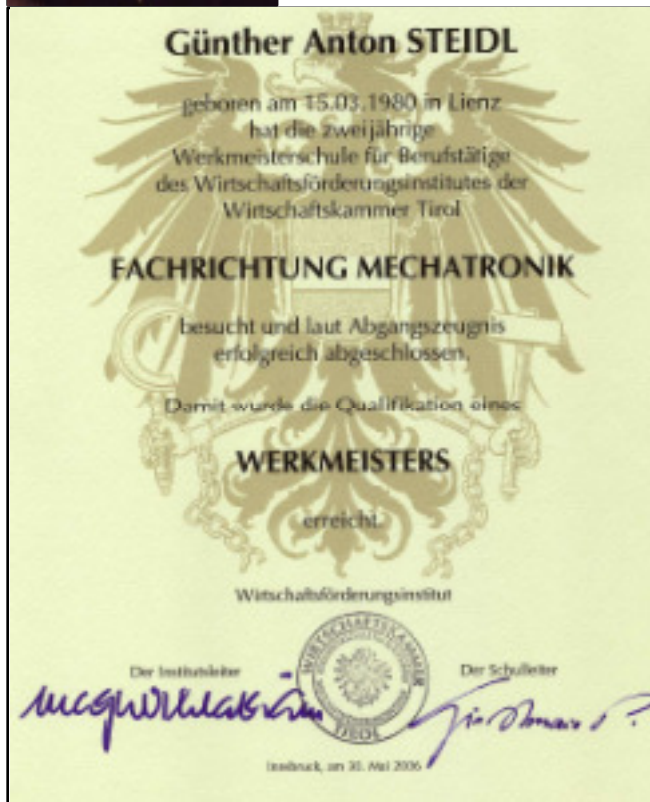 Günther Anton STEIDL
geboren am 15.03.1980 in Lienz
hat die zweijährige
Werkmeisterschule für Berufstätige
des Wirtschaftsförderungsinstitutes der
Wirtschaftskammer Tirol
FACHRICHTUNG MECHATRONIK
besucht und laut Abgangszeugnis
erfolgreich abgeschlossen.
Damit wurde die Qualifikation eines
WERKMEISTERS
erreicht.
Wirtschaftsförderungsinstitut
WIRTSCHAFTSKAMMER
TIROL
Der Institutsleiter
Der Schulleiter
Innsbruck, am 30. Mai 2006